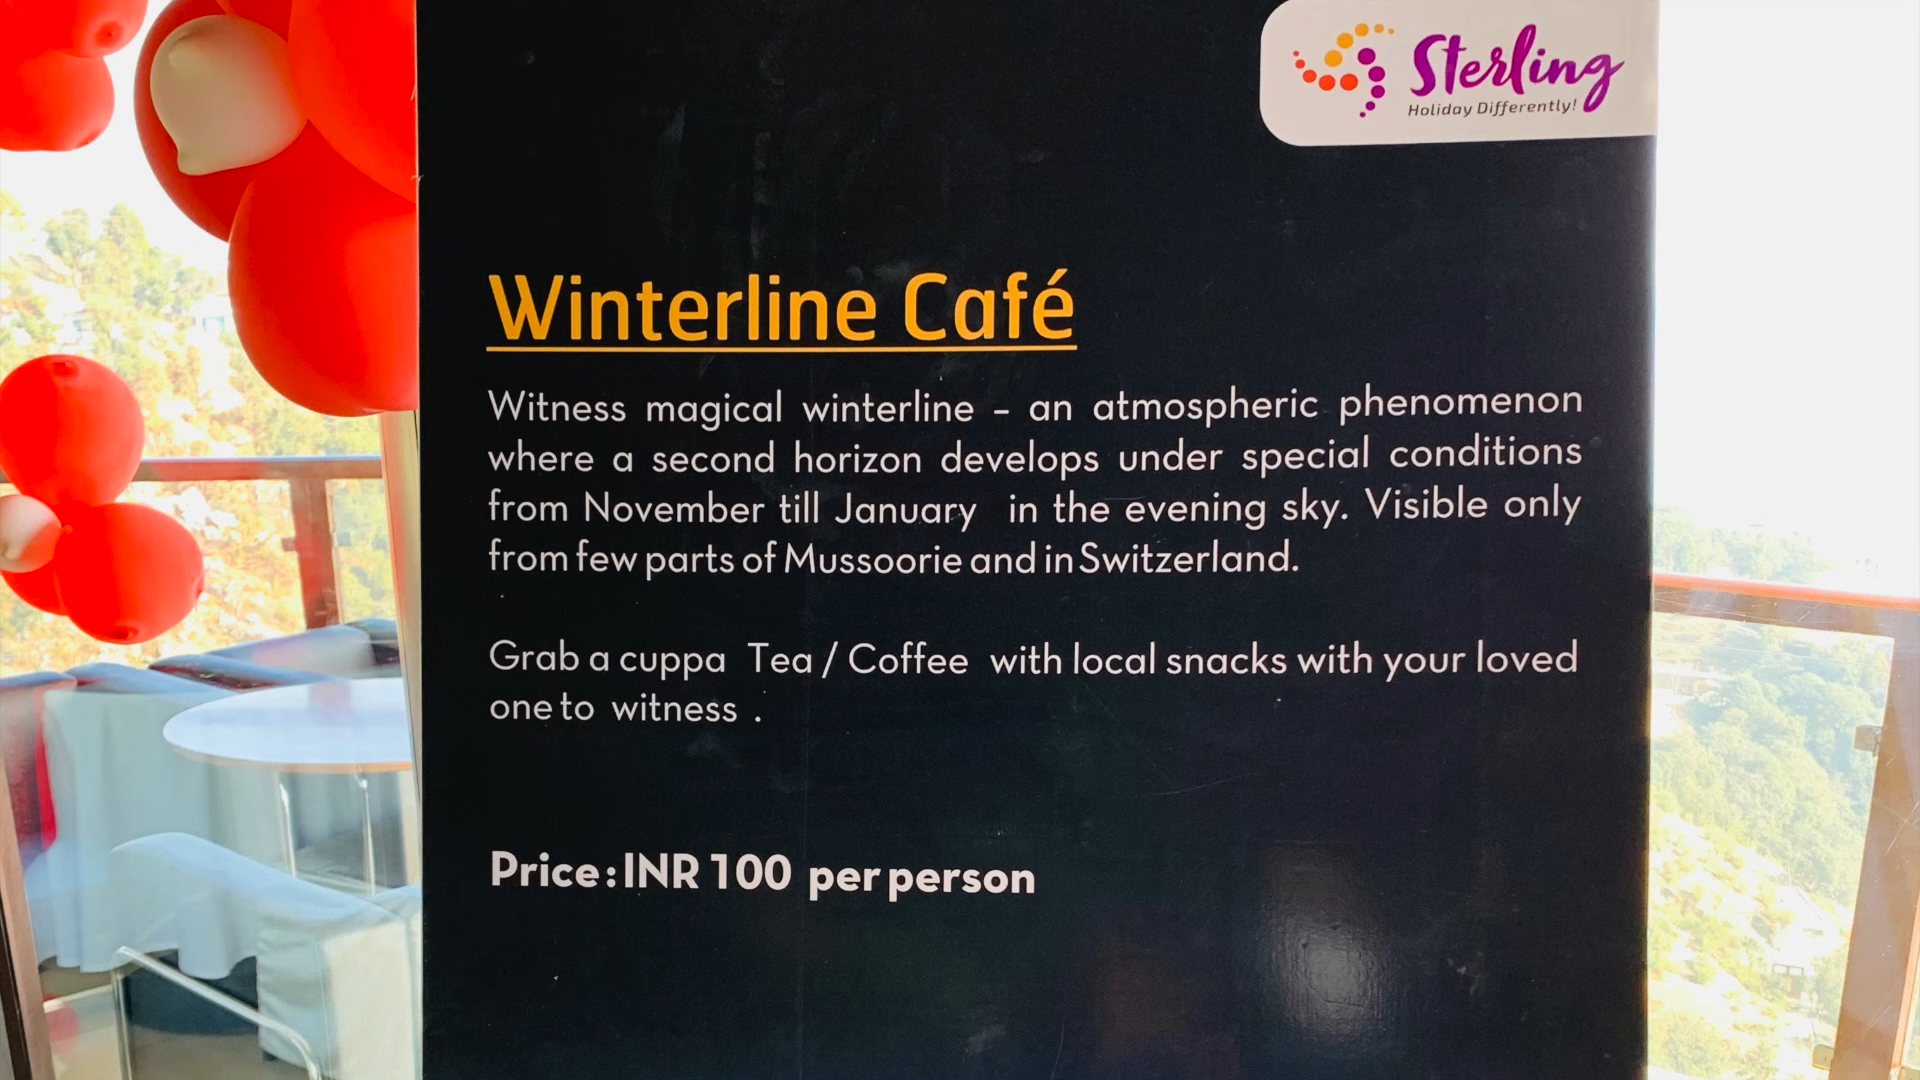 Sterling
Holiday Differently!
Winterline Café
Witness magical winterline – an atmospheric phenomenon
where a second horizon develops under special conditions
from November till January in the evening sky. Visible only
from few parts of Mussoorie and in Switzerland.
Grab a cuppa Tea / Coffee with local snacks with your loved
one to witness .
Price : INR 100 per person